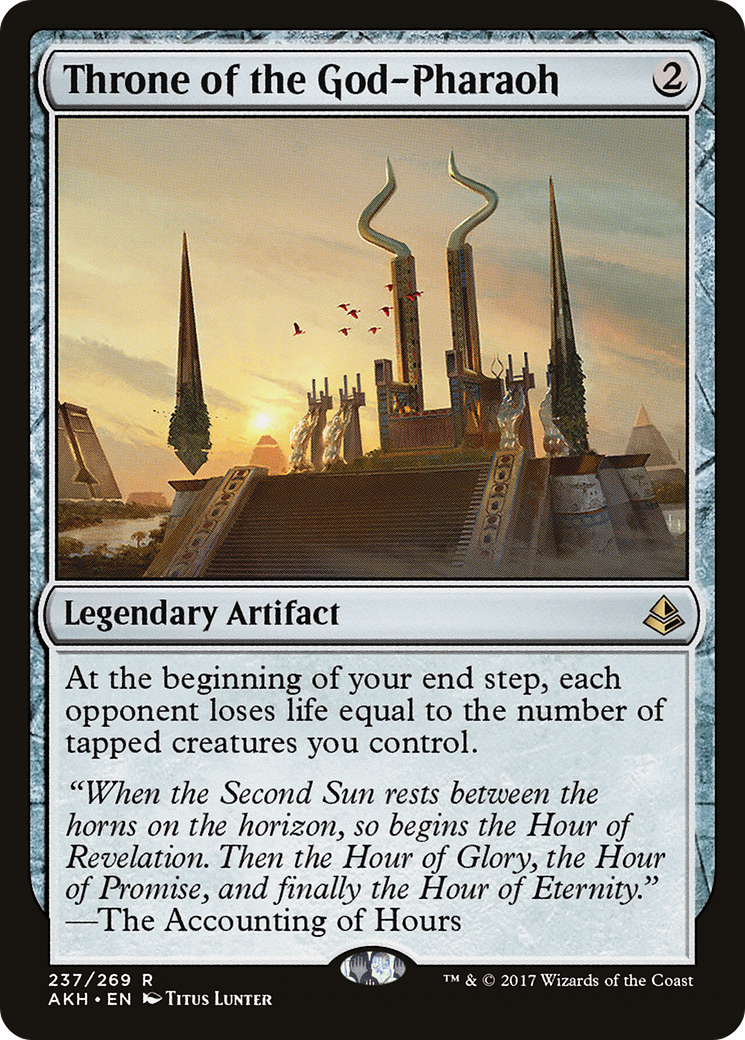 Throne of the God-Pharaoh 2
Legendary Artifact
At the beginning of your end step, each
opponent loses life equal to the number of
tapped creatures you control.
“When the Second Sun rests between the
horns on the horizon, so begins the Hour of
Revelation. Then the Hour of Glory, the Hour
of Promise, and finally the Hour of Eternity.”
—The Accounting of Hours
237/269 R
™ & © 2017 Wizards of the Coast
AKH • EN Titus Lunter